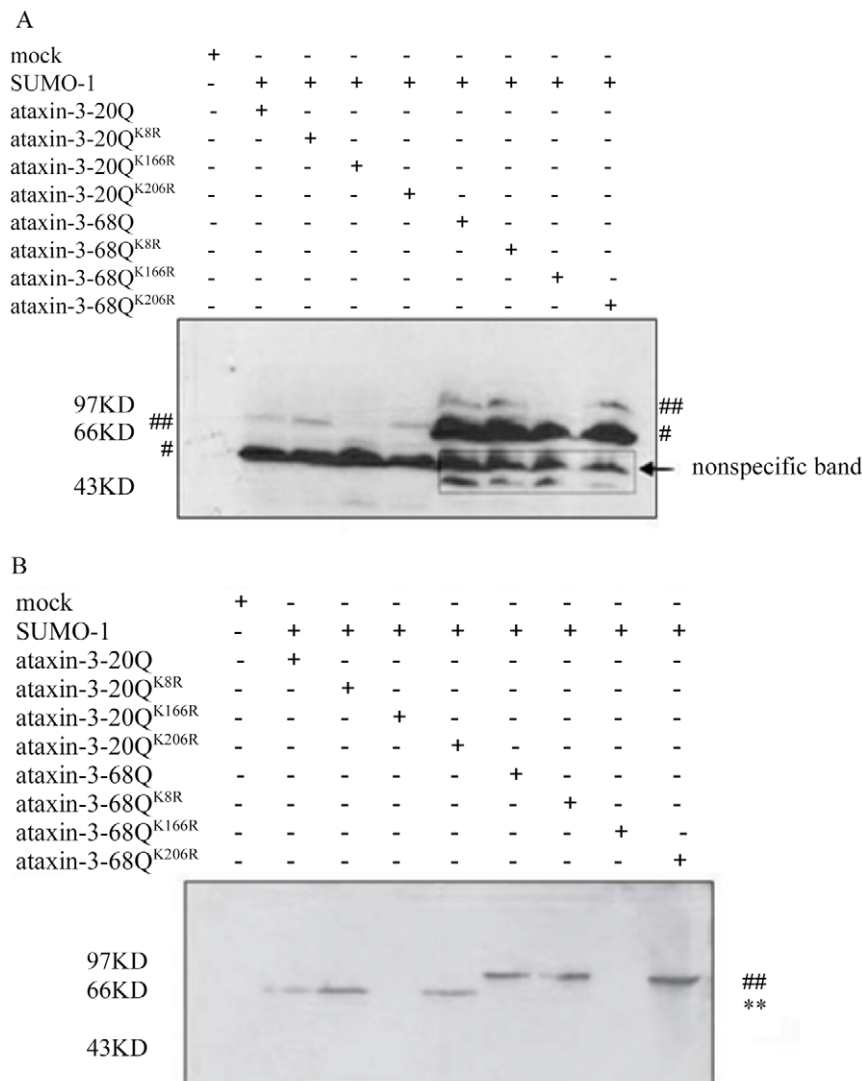 A
mock + - - - - - - - -
SUMO-1 - + + + + + + + +
ataxin-3-20Q - + - - - - - - -
ataxin-3-20QK8R - - + - - - - - -
ataxin-3-20QK166R - - - + - - - - -
ataxin-3-20QK206R - - - - + - - - -
ataxin-3-68Q - - - - - + - - -
ataxin-3-68QK8R - - - - - - + - -
ataxin-3-68QK166R - - - - - - - + -
ataxin-3-68QK206R - - - - - - - - +
97KD ##
## 66KD #
#
nonspecific band
43KD
B
mock + - - - - - - - -
SUMO-1 - + + + + + + + +
ataxin-3-20Q - + - - - - - - -
ataxin-3-20QK8R - - + - - - - - -
ataxin-3-20QK166R - - - + - - - - -
ataxin-3-20QK206R - - - - + - - - -
ataxin-3-68Q - - - - - + - - -
ataxin-3-68QK8R - - - - - - + - -
ataxin-3-68QK166R - - - - - - - + -
ataxin-3-68QK206R - - - - - - - - +
97KD
##
66KD
**
43KD